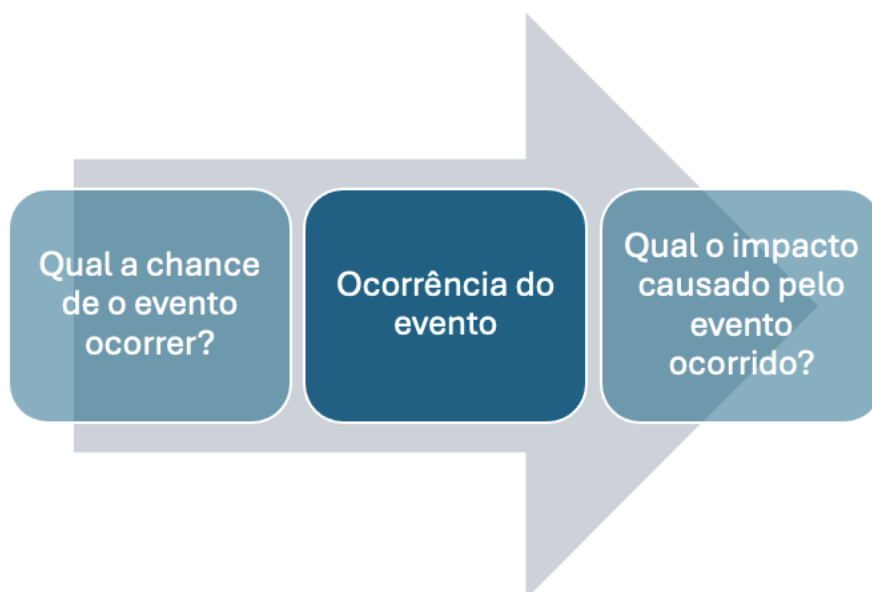 Qual a chance
de o evento
ocorrer?
Ocorrência do
evento
Qual o impacto
causado pelo
evento
ocorrido?